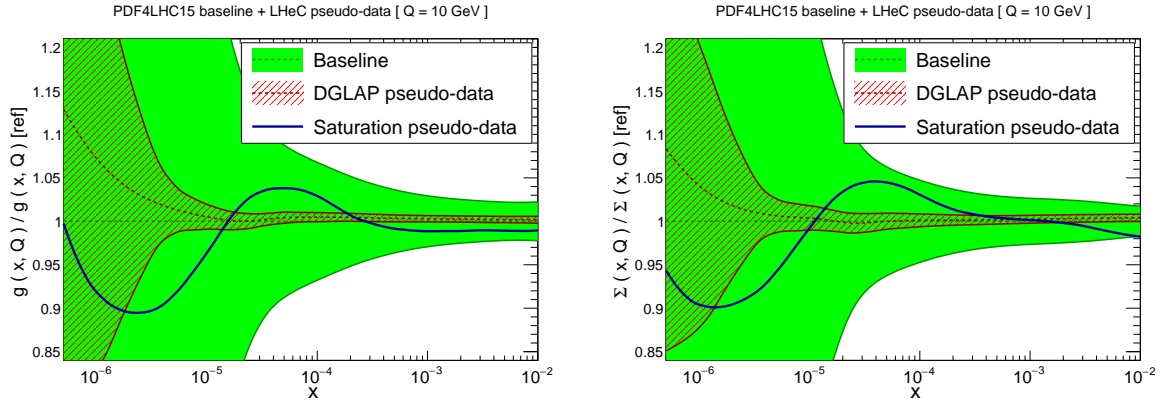 PDF4LHC15 baseline + LHeC pseudo-data [ Q = 10 GeV ]
g ( x, Q ) / g ( x, Q ) [ref]
1.2
1.15
1.1
1.05
1
0.95
0.9
0.85
Baseline
DGLAP pseudo-data
Saturation pseudo-data
10⁻⁶
10⁻⁵
10⁻⁴
10⁻³
10⁻²
x
PDF4LHC15 baseline + LHeC pseudo-data [ Q = 10 GeV ]
Σ ( x, Q ) / Σ ( x, Q ) [ref]
1.2
1.15
1.1
1.05
1
0.95
0.9
0.85
Baseline
DGLAP pseudo-data
Saturation pseudo-data
10⁻⁶
10⁻⁵
10⁻⁴
10⁻³
10⁻²
x